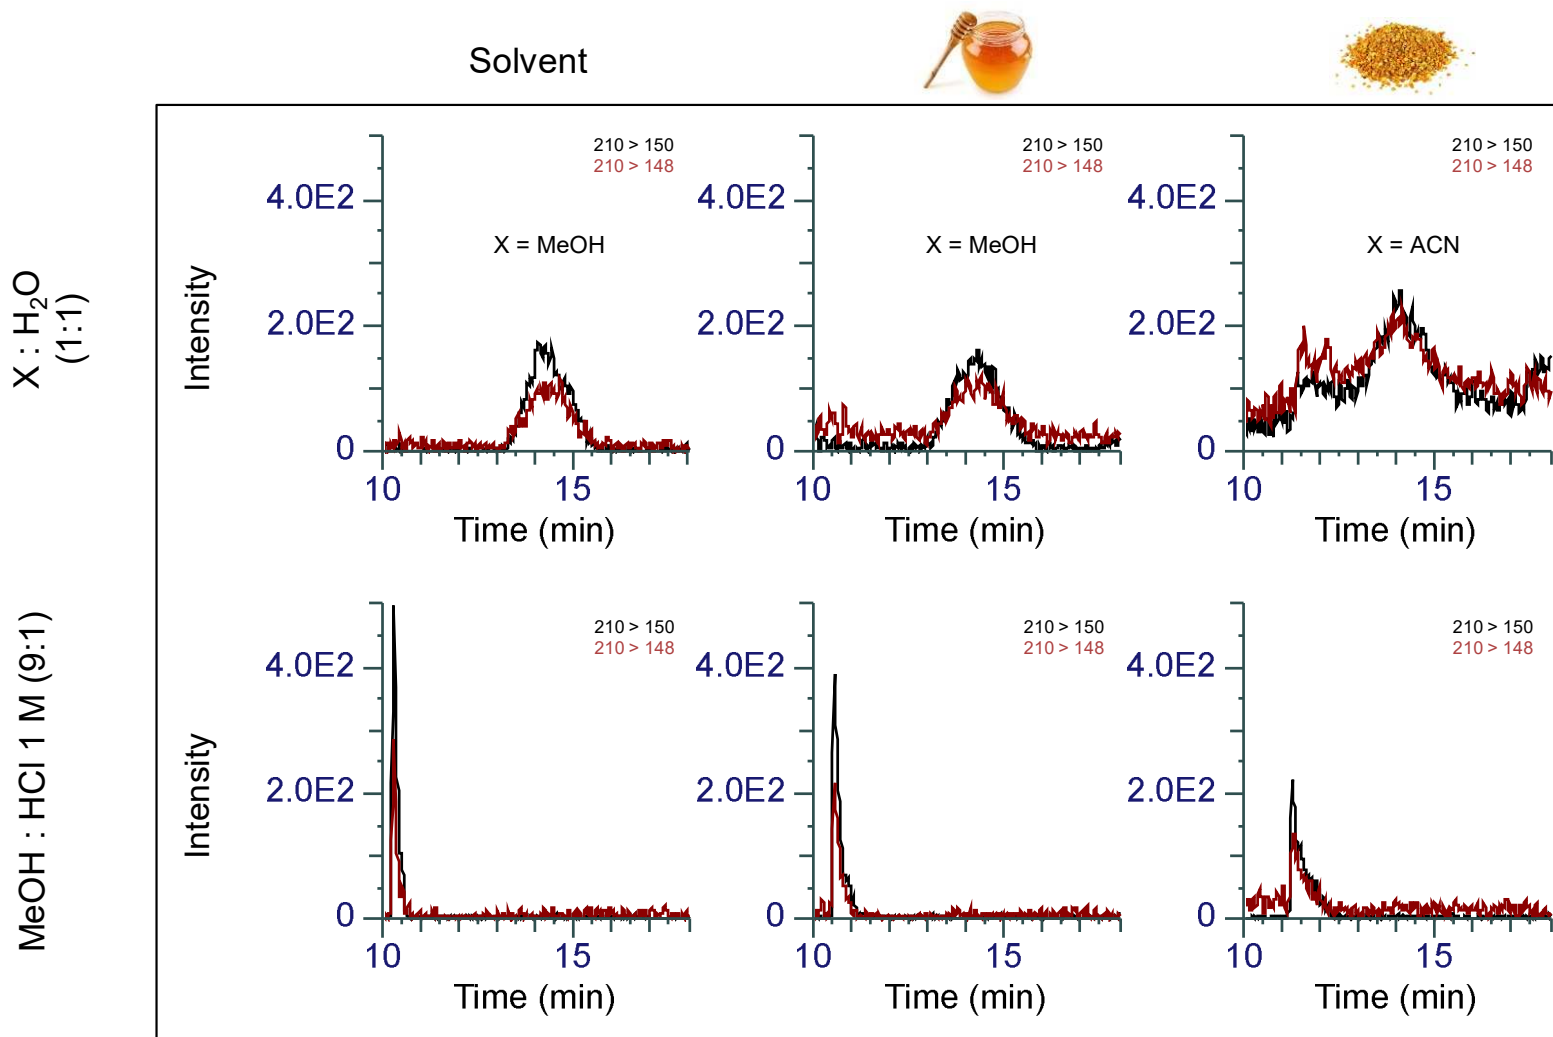 Solvent
X : H₂O
(1:1)
Intensity
210 > 150
210 > 148
4.0E2
X = MeOH
2.0E2
0
10
15
Time (min)
210 > 150
210 > 148
4.0E2
X = MeOH
2.0E2
0
10
15
Time (min)
210 > 150
210 > 148
4.0E2
X = ACN
2.0E2
0
10
15
Time (min)
MeOH : HCl 1 M (9:1)
Intensity
210 > 150
210 > 148
4.0E2
2.0E2
0
10
15
Time (min)
210 > 150
210 > 148
4.0E2
2.0E2
0
10
15
Time (min)
210 > 150
210 > 148
4.0E2
2.0E2
0
10
15
Time (min)